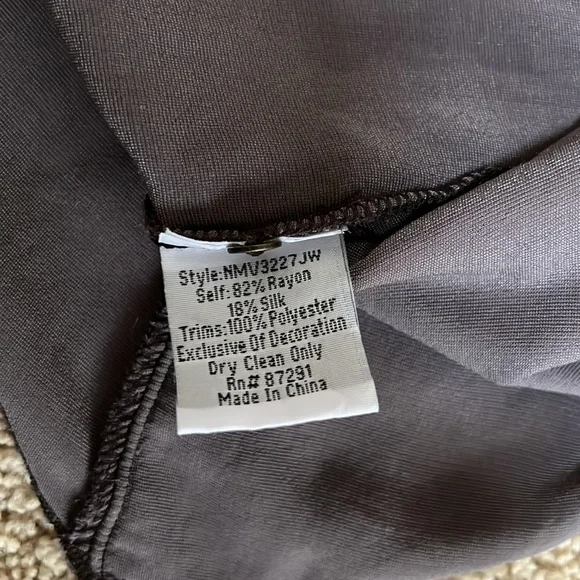 Style:NMV3227JW
Self:82%Rayon
18%Silk
Trims:100%Polyester
Exclusive Of Decoration
Dry Clean Only
Rn# 87291
Made In China